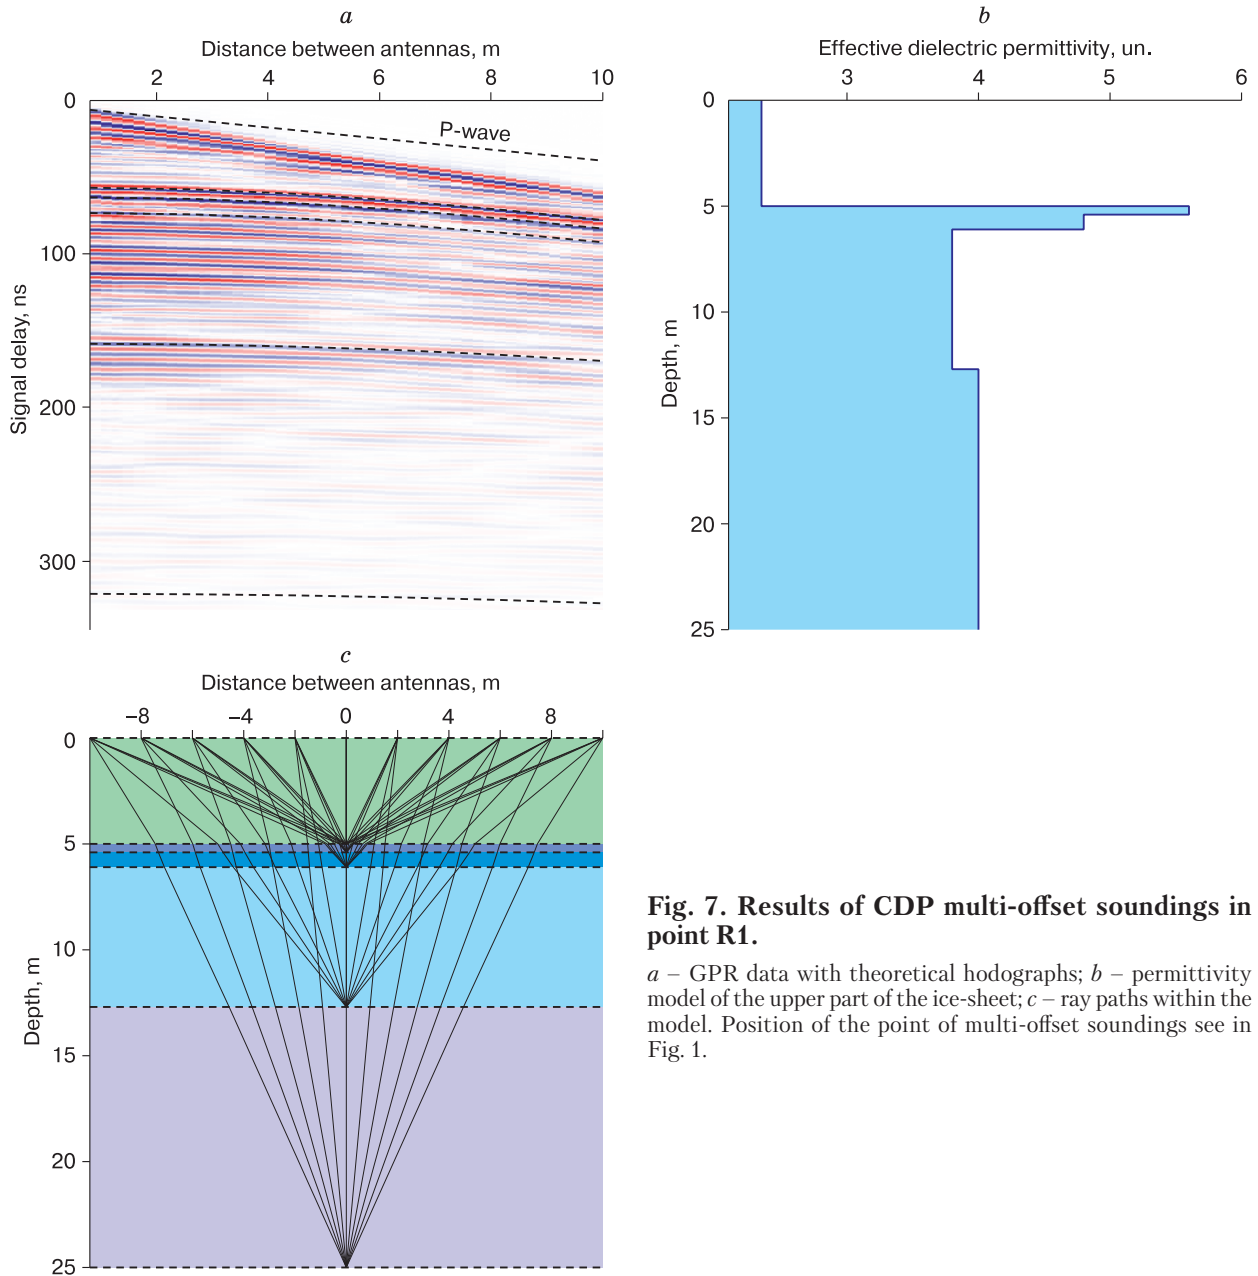 a
Distance between antennas, m
2 4 6 8 10
0
100
200
300
Signal delay, ns
P-wave
b
Effective dielectric permittivity, un.
3 4 5 6
0
5
10
15
20
25
Depth, m
c
Distance between antennas, m
−8 −4 0 4 8
0
5
10
15
20
25
Depth, m
Fig. 7. Results of CDP multi-offset soundings in
point R1.
a – GPR data with theoretical hodographs; b – permittivity
model of the upper part of the ice-sheet; c – ray paths within the
model. Position of the point of multi-offset soundings see in
Fig. 1.